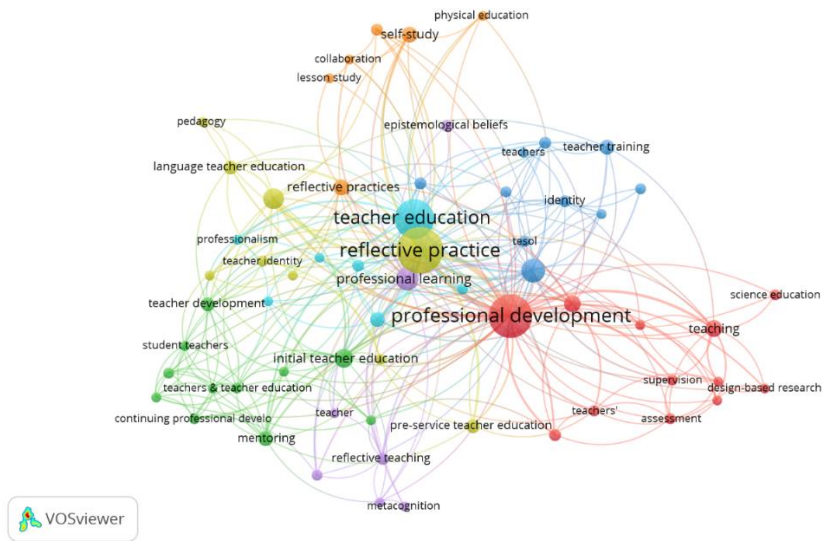 physical education
self-study
collaboration
lesson study
pedagogy
epistemological beliefs
teachers
teacher training
language teacher education
reflective practices
identity
teacher education
professionalism
tesol
reflective practice
teacher identity
professional learning
science education
teacher development
professional development
teaching
student teachers
initial teacher education
supervision
teachers & teacher education
design-based research
teacher
teachers'
continuing professional develo
assessment
pre-service teacher education
mentoring
reflective teaching
metacognition
VOSviewer